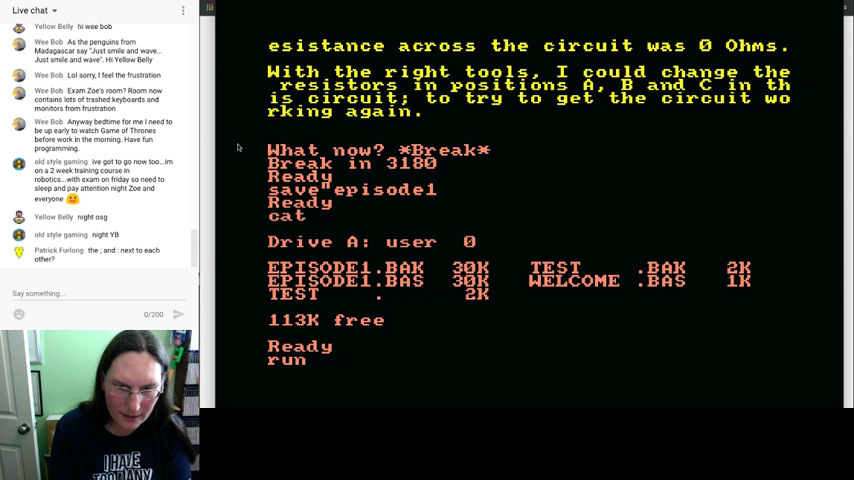 Live chat
Yellow Belly hi wee bob
Wee Bob As the penguins from
Madagascar say "Just smile and wave...
Just smile and wave". Hi Yellow Belly
Wee Bob Lol sorry, I feel the frustration
Wee Bob Exam Zoe's room? Room now
contains lots of trashed keyboards and
monitors from frustration
Wee Bob Anyway bedtime for me I need to
be up early to watch Game of Thrones
before work in the morning. Have fun
programming.
old style gaming ive got to go now too...im
on a 2 week training course in
robotics...with exam on friday so need to
sleep and pay attention night Zoe and
everyone
Yellow Belly night osg
old style gaming night YB
Patrick Furlong the ; and : next to each
other?
Say something...
0/200
I HAVE
TOO MANY
esistance across the circuit was 0 Ohms.
With the right tools, I could change the
resistors in positions A, B and C in th
is circuit; to try to get the circuit wo
rking again.
What now? *Break*
Break in 3180
Ready
save"episode1
Ready
cat
Drive A: user 0
EPISODE1.BAK 30K TEST .BAK 2K
EPISODE1.BAS 30K WELCOME .BAS 1K
TEST . 2K
113K free
Ready
run